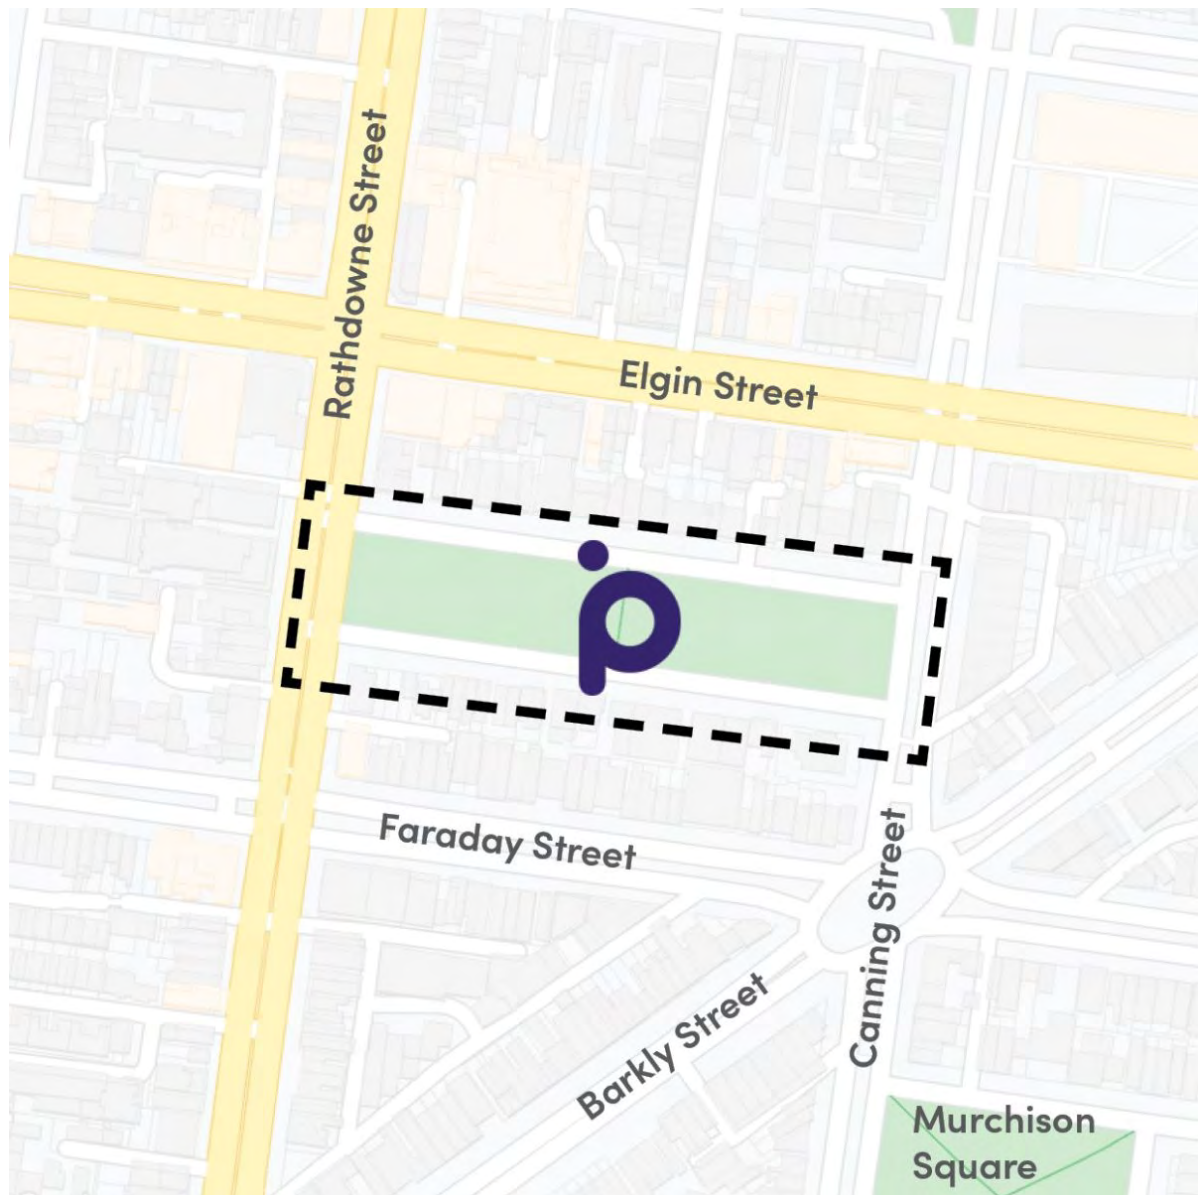 Rathdowne Street
Elgin Street
Faraday Street
Canning Street
Barkly Street
Murchison
Square